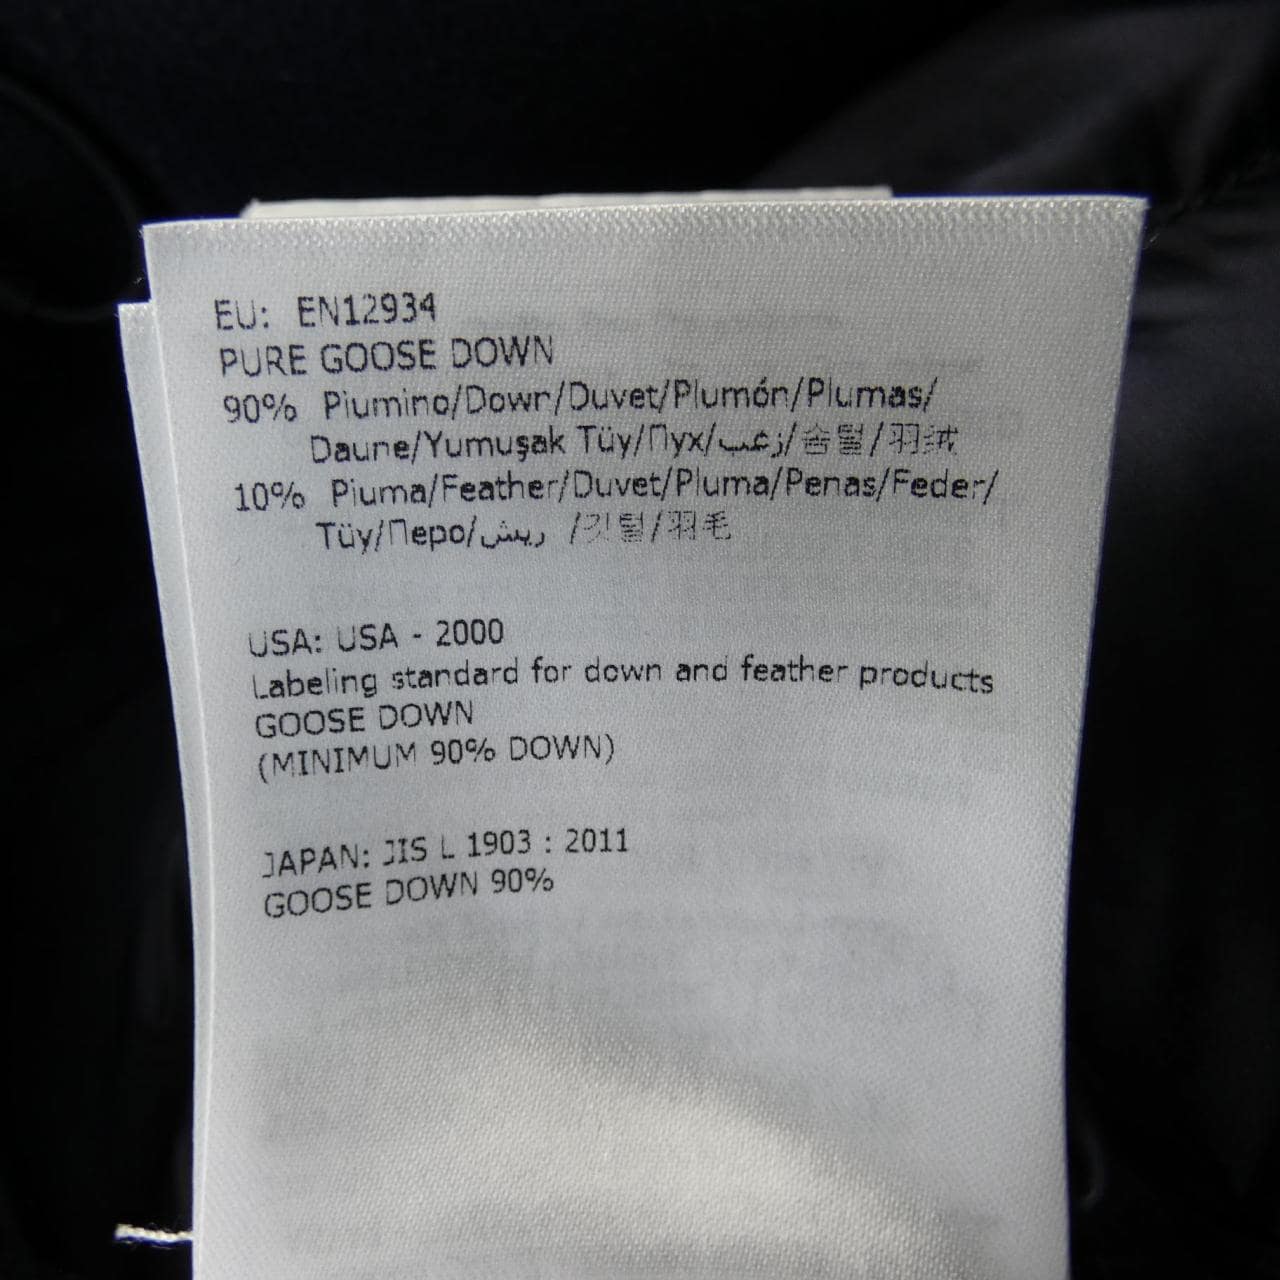 EU: EN12934
PURE GOOSE DOWN
90% Piumino/Down/Duvet/Plumón/Plumas/
Daune/Yumuşak Tüy/Пух/زغب/솜털/羽绒
10% Piuma/Feather/Duvet/Pluma/Penas/Feder/
Tüy/Перо/ريش /깃털/羽毛
USA: USA - 2000
Labeling standard for down and feather products
GOOSE DOWN
(MINIMUM 90% DOWN)
JAPAN: JIS L 1903 : 2011
GOOSE DOWN 90%